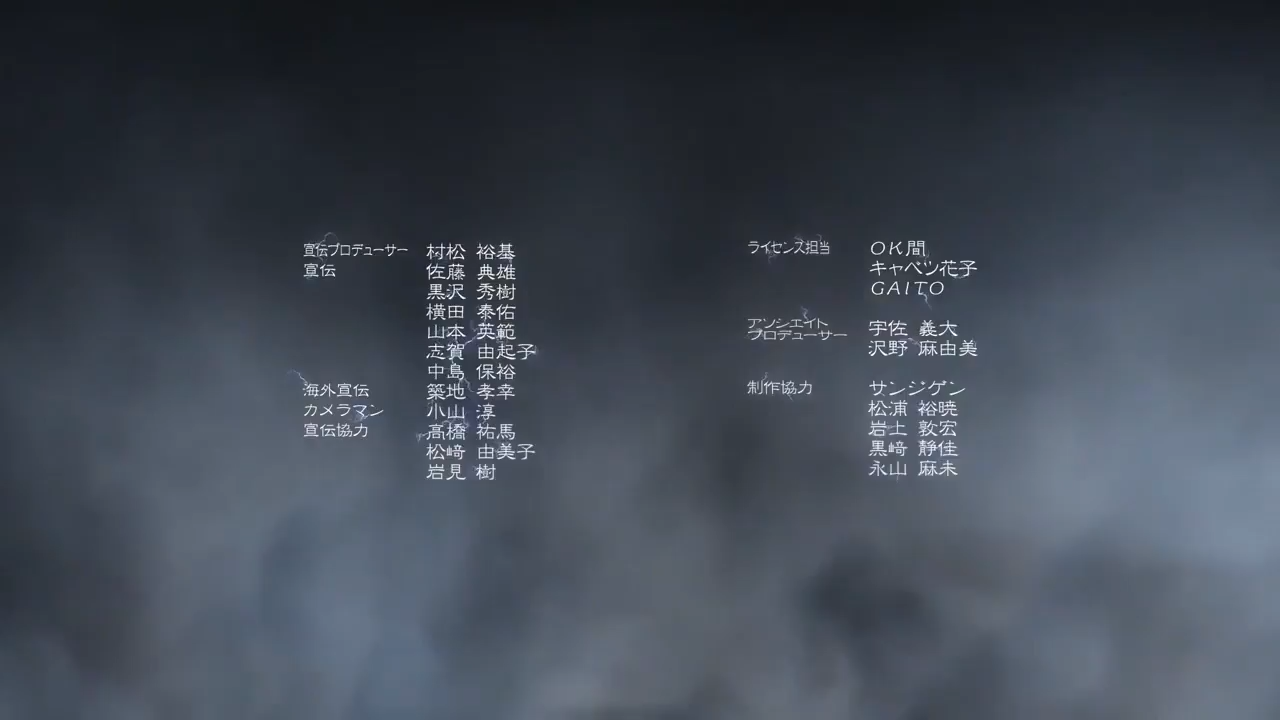 宣伝プロデューサー 村松 裕基
宣伝 佐藤 典雄
黒沢 秀樹
横田 泰佑
山本 英範
志賀 由起子
中島 保裕
海外宣伝 築地 孝幸
カメラマン 小山 淳
宣伝協力 髙橋 祐馬
松﨑 由美子
岩見 樹
ライセンス担当 OK間
キャベツ花子
GAITO
アソシエイト
プロデューサー
宇佐 義大
沢野 麻由美
制作協力 サンジゲン
松浦 裕暁
岩上 敦宏
黒﨑 静佳
永山 麻未